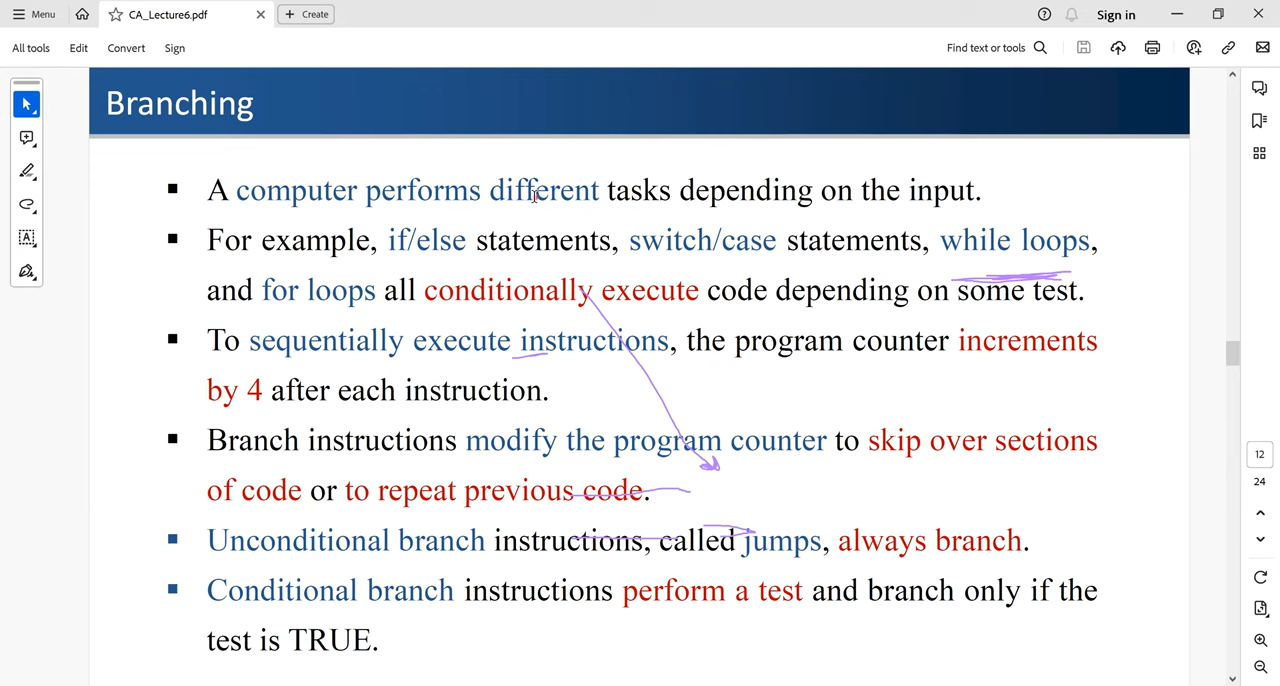 Menu
CA_Lecture6.pdf
Create
Sign in
All tools
Edit
Convert
Sign
Find text or tools
Branching
A computer performs different tasks depending on the input.
For example, if/else statements, switch/case statements, while loops,
and for loops all conditionally execute code depending on some test.
To sequentially execute instructions, the program counter increments
by 4 after each instruction.
Branch instructions modify the program counter to skip over sections
of code or to repeat previous code.
Unconditional branch instructions, called jumps, always branch.
Conditional branch instructions perform a test and branch only if the
test is TRUE.
12
24